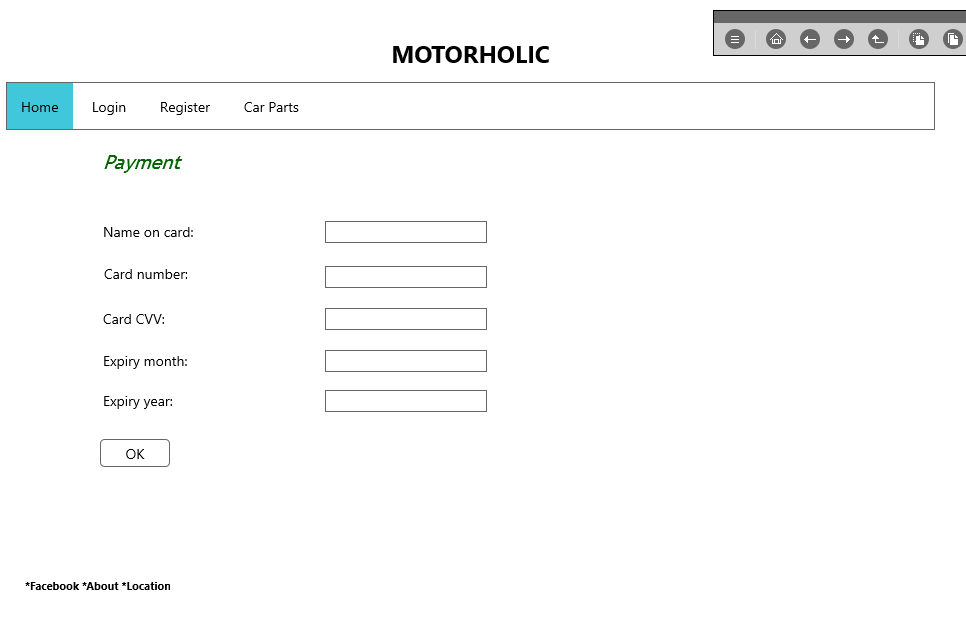 MOTORHOLIC
Home Login Register Car Parts
Payment
Name on card:
Card number:
Card CVV:
Expiry month:
Expiry year:
OK
*Facebook *About *Location